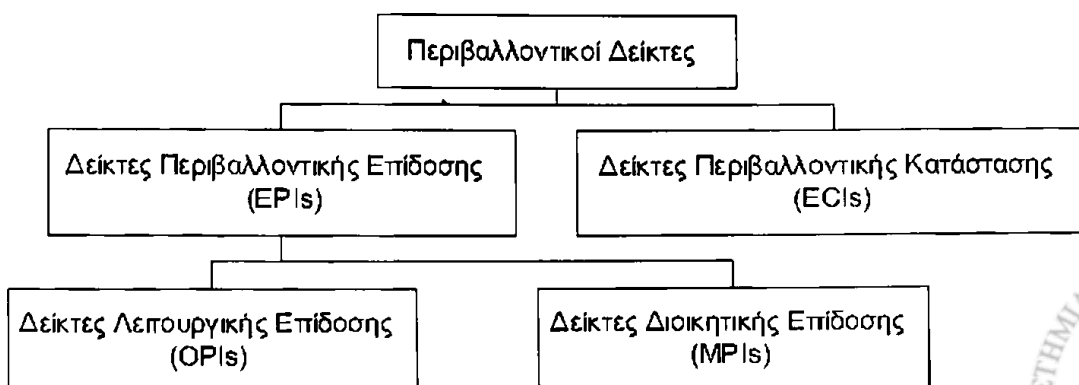 Περιβαλλοντικοί Δείκτες
Δείκτες Περιβαλλοντικής Επίδοσης
(EPIs)
Δείκτες Περιβαλλοντικής Κατάστασης
(ECIs)
Δείκτες Λειτουργικής Επίδοσης
(OPIs)
Δείκτες Διοικητικής Επίδοσης
(MPIs)